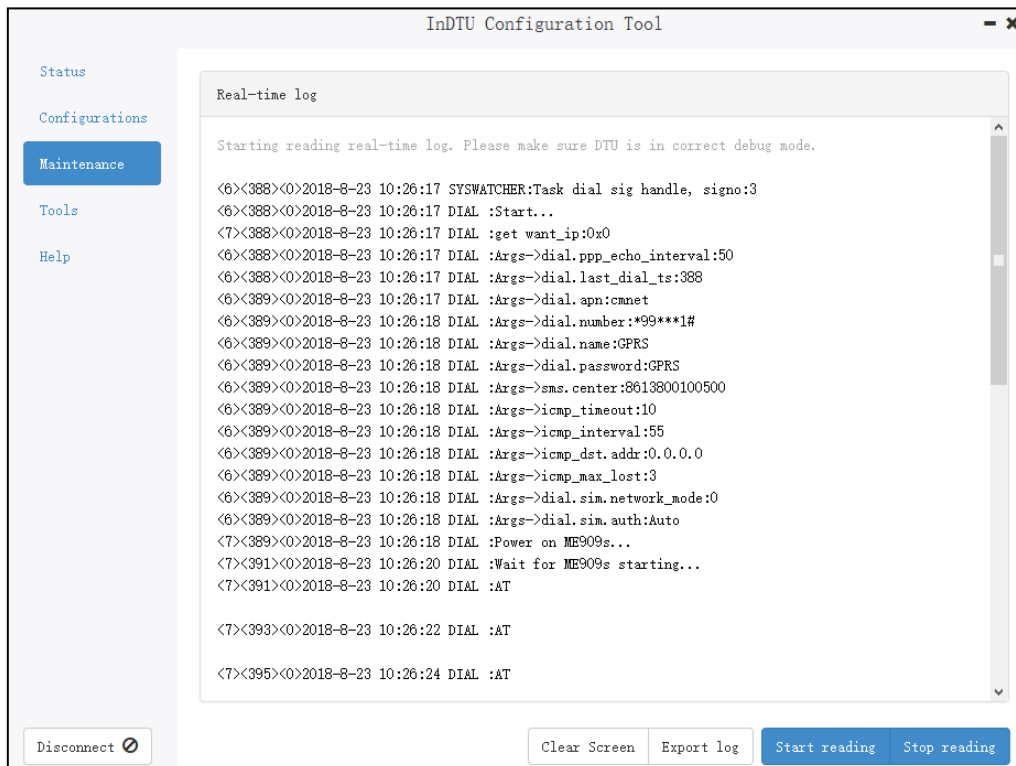 InDTU Configuration Tool
Status
Configurations
Maintenance
Tools
Help
Real-time log
Starting reading real-time log. Please make sure DTU is in correct debug mode.
<6><388><0>2018-8-23 10:26:17 SYSWATCHER:Task dial sig handle, signo:3
<6><388><0>2018-8-23 10:26:17 DIAL :Start...
<7><388><0>2018-8-23 10:26:17 DIAL :get want_ip:0x0
<6><388><0>2018-8-23 10:26:17 DIAL :Args->dial.ppp_echo_interval:50
<6><388><0>2018-8-23 10:26:17 DIAL :Args->dial.last_dial_ts:388
<6><389><0>2018-8-23 10:26:17 DIAL :Args->dial.apn:cmnet
<6><389><0>2018-8-23 10:26:18 DIAL :Args->dial.number:*99***1#
<6><389><0>2018-8-23 10:26:18 DIAL :Args->dial.name:GPRS
<6><389><0>2018-8-23 10:26:18 DIAL :Args->dial.password:GPRS
<6><389><0>2018-8-23 10:26:18 DIAL :Args->sms.center:8613800100500
<6><389><0>2018-8-23 10:26:18 DIAL :Args->icmp_timeout:10
<6><389><0>2018-8-23 10:26:18 DIAL :Args->icmp_interval:55
<6><389><0>2018-8-23 10:26:18 DIAL :Args->icmp_dst.addr:0.0.0.0
<6><389><0>2018-8-23 10:26:18 DIAL :Args->icmp_max_lost:3
<6><389><0>2018-8-23 10:26:18 DIAL :Args->dial.sim.network_mode:0
<6><389><0>2018-8-23 10:26:18 DIAL :Args->dial.sim.auth:Auto
<7><389><0>2018-8-23 10:26:18 DIAL :Power on ME909s...
<7><391><0>2018-8-23 10:26:20 DIAL :Wait for ME909s starting...
<7><391><0>2018-8-23 10:26:20 DIAL :AT
<7><393><0>2018-8-23 10:26:22 DIAL :AT
<7><395><0>2018-8-23 10:26:24 DIAL :AT
Disconnect
Clear Screen
Export log
Start reading
Stop reading